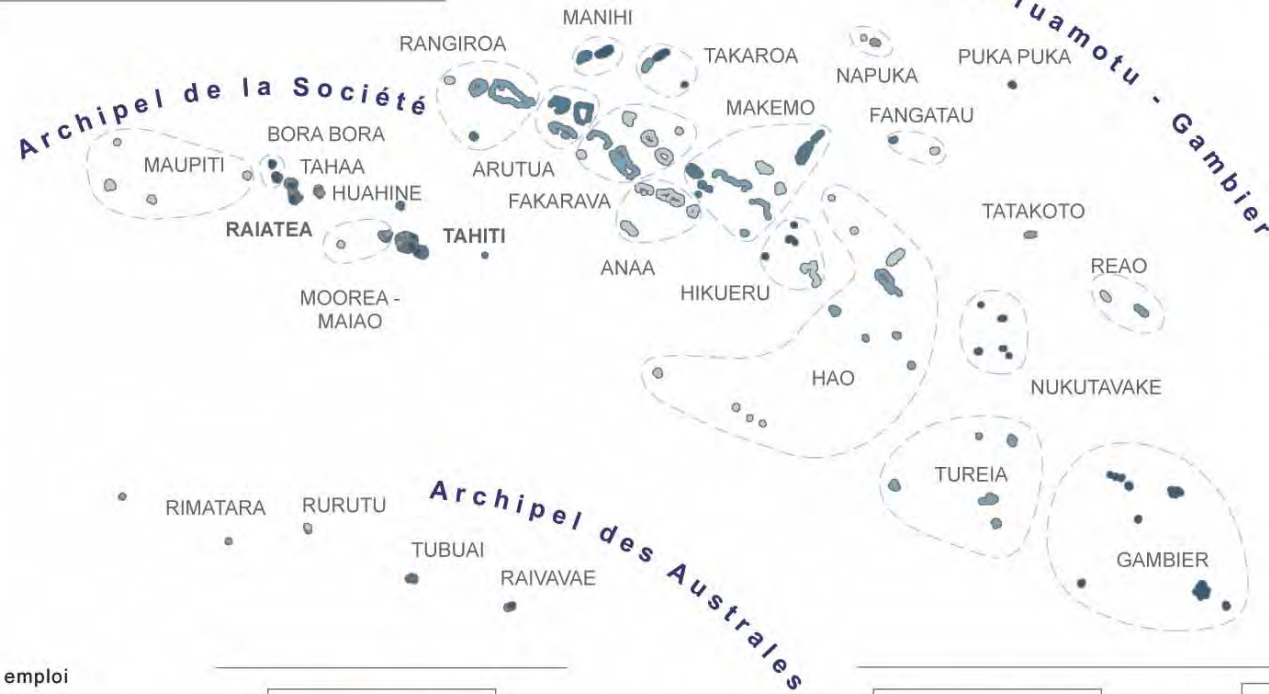 MANIHI
RANGIROA
TAKAROA
NAPUKA
PUKA PUKA
Tuamotu - Gambier
Archipel de la Société
MAKEMO
FANGATAU
BORA BORA
MAUPITI
TAHAA
ARUTUA
HUAHINE
FAKARAVA
TATAKOTO
RAIATEA
TAHITI
ANAA
REAO
HIKUERU
MOOREA -
MAIAO
HAO
NUKUTAVAKE
TUREIA
Archipel des Australes
RIMATARA
RURUTU
TUBUAI
GAMBIER
RAIVAVAE
emploi